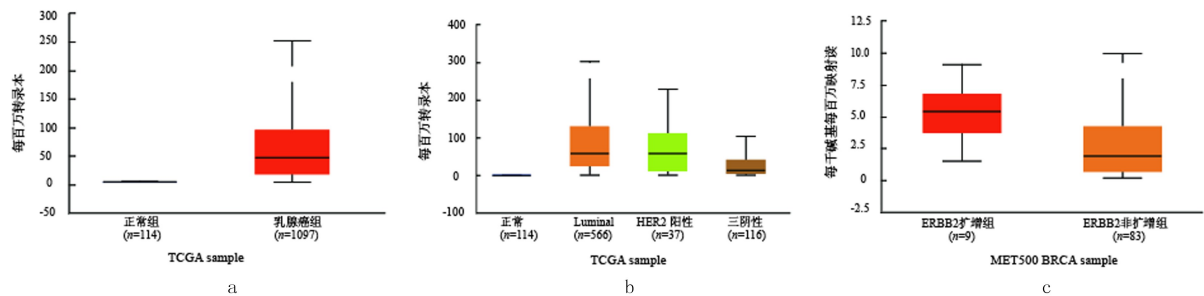 每百万转录本
300
250
200
150
100
50
0
-50
正常组
(n=114)
乳腺癌组
(n=1097)
TCGA sample
a
每百万转录本
400
300
200
100
0
-100
正常
(n=114)
Luminal
(n=566)
HER2 阳性
(n=37)
三阴性
(n=116)
TCGA sample
b
每千碱基每百万映射读
12.5
10.0
7.5
5.0
2.5
0
-2.5
ERBB2扩增组
(n=9)
ERBB2非扩增组
(n=83)
MET500 BRCA sample
c